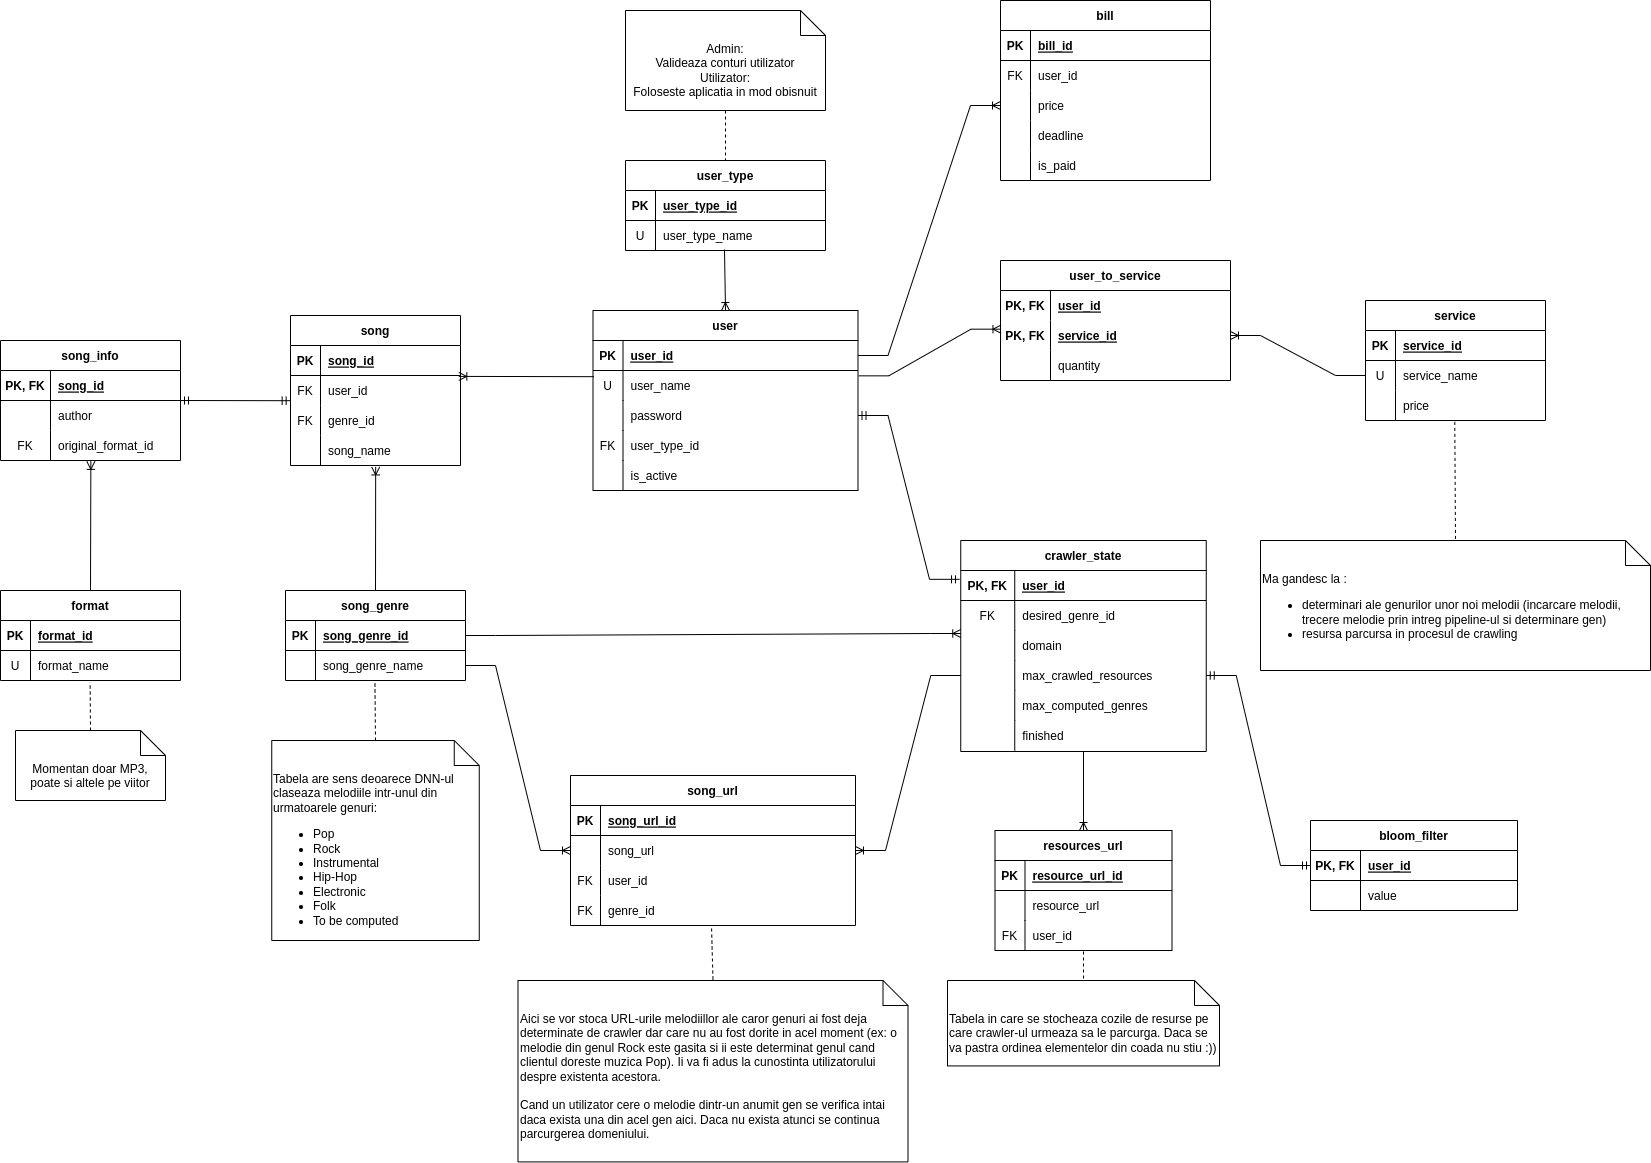 Admin:
Valideaza conturi utilizator
Utilizator:
Foloseste aplicatia in mod obisnuit
bill
PK bill_id
FK user_id
price
deadline
is_paid
user_type
PK user_type_id
U user_type_name
user_to_service
PK, FK user_id
PK, FK service_id
quantity
service
PK service_id
U service_name
price
user
PK user_id
U user_name
password
FK user_type_id
is_active
song
PK song_id
FK user_id
FK genre_id
song_name
song_info
PK, FK song_id
author
FK original_format_id
crawler_state
PK, FK user_id
FK desired_genre_id
domain
max_crawled_resources
max_computed_genres
finished
Ma gandesc la :
• determinari ale genurilor unor noi melodii (incarcare melodii,
trecere melodie prin intreg pipeline-ul si determinare gen)
• resursa parcursa in procesul de crawling
format
PK format_id
U format_name
song_genre
PK song_genre_id
song_genre_name
Momentan doar MP3,
poate si altele pe viitor
Tabela are sens deoarece DNN-ul
claseaza melodiile intr-unul din
urmatoarele genuri:
• Pop
• Rock
• Instrumental
• Hip-Hop
• Electronic
• Folk
• To be computed
song_url
PK song_url_id
song_url
FK user_id
FK genre_id
resources_url
PK resource_url_id
resource_url
FK user_id
bloom_filter
PK, FK user_id
value
Aici se vor stoca URL-urile melodiillor ale caror genuri ai fost deja
determinate de crawler dar care nu au fost dorite in acel moment (ex: o
melodie din genul Rock este gasita si ii este determinat genul cand
clientul doreste muzica Pop). Ii va fi adus la cunostinta utilizatorului
despre existenta acestora.
Cand un utilizator cere o melodie dintr-un anumit gen se verifica intai
daca exista una din acel gen aici. Daca nu exista atunci se continua
parcurgerea domeniului.
Tabela in care se stocheaza cozile de resurse pe
care crawler-ul urmeaza sa le parcurga. Daca se
va pastra ordinea elementelor din coada nu stiu :))